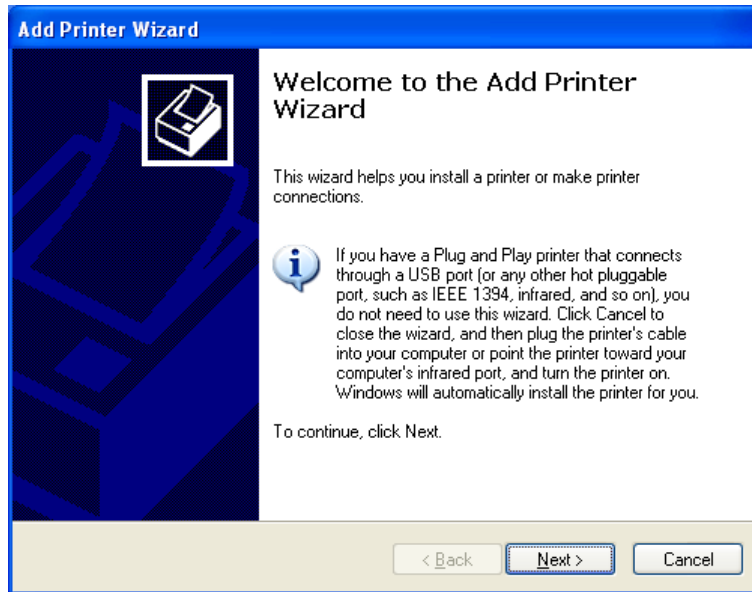 Add Printer Wizard
Welcome to the Add Printer
Wizard
This wizard helps you install a printer or make printer
connections.
If you have a Plug and Play printer that connects
through a USB port (or any other hot pluggable
port, such as IEEE 1394, infrared, and so on), you
do not need to use this wizard. Click Cancel to
close the wizard, and then plug the printer's cable
into your computer or point the printer toward your
computer's infrared port, and turn the printer on.
Windows will automatically install the printer for you.
To continue, click Next.
< Back Next > Cancel